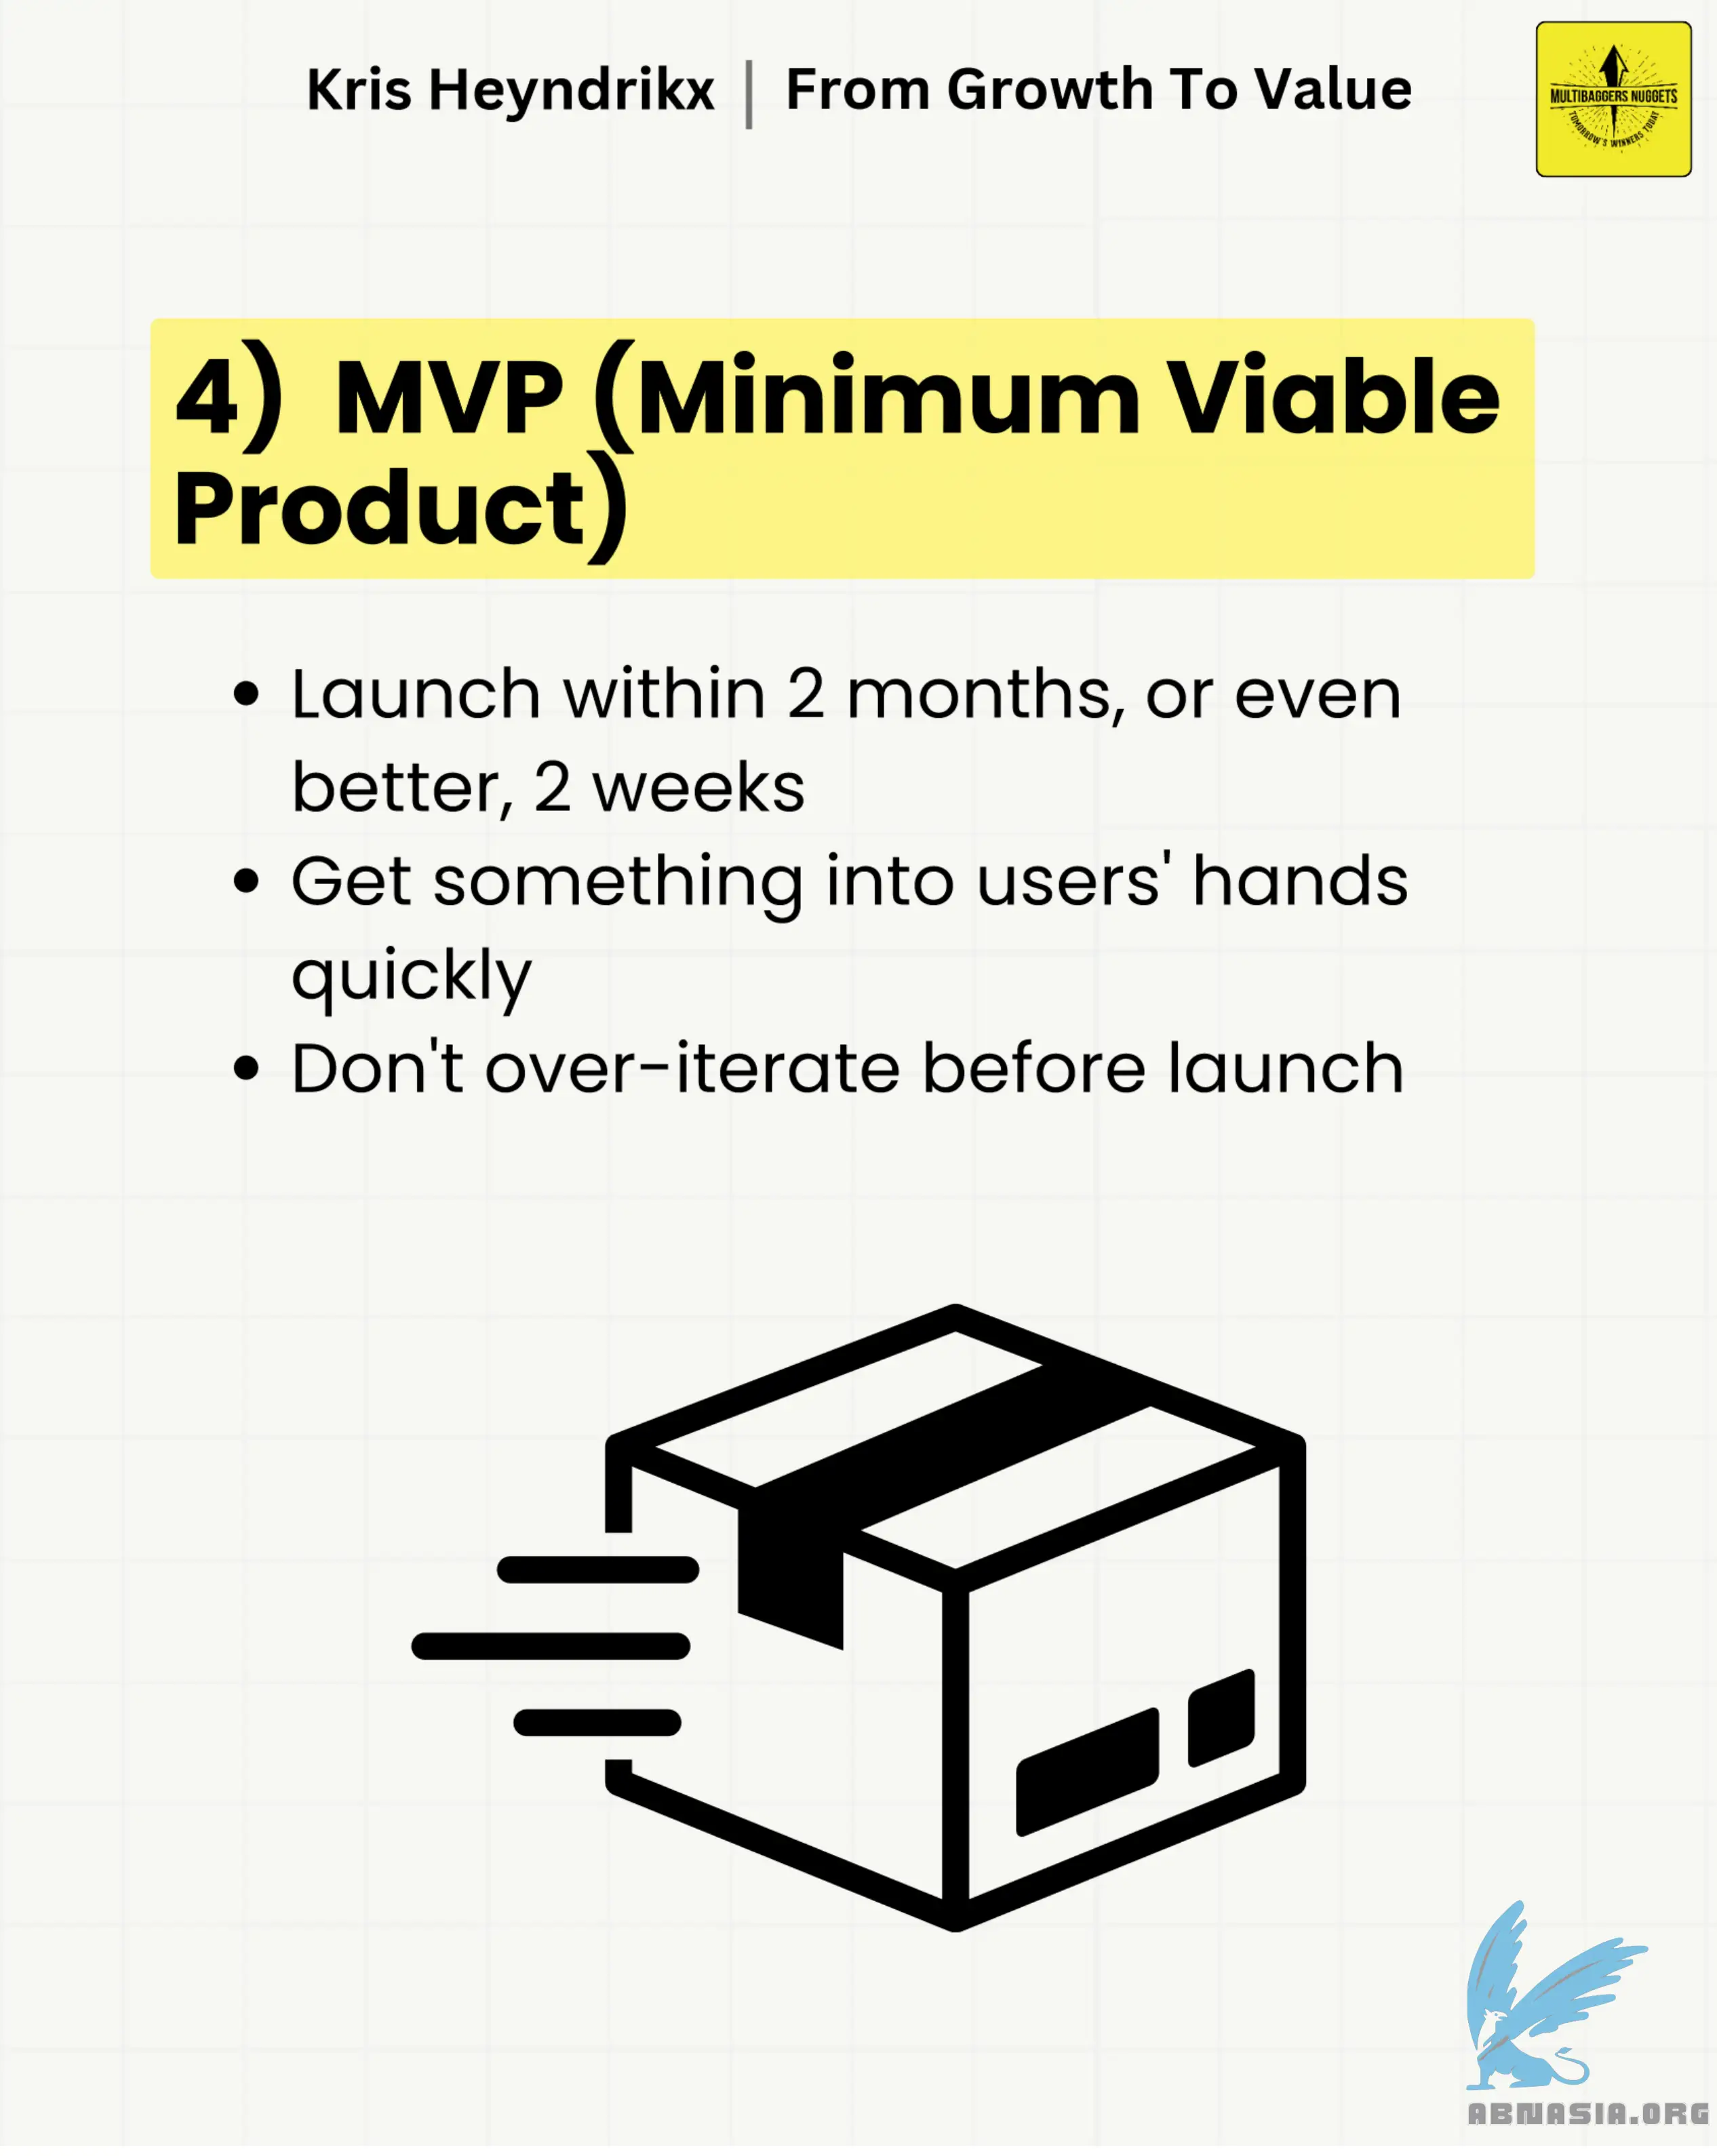 Kris Heyndrikx | From Growth To Value
MULTIBAGGERS NUGGETS
TOMORROW'S WINNERS TODAY
4) MVP (Minimum Viable
Product)
• Launch within 2 months, or even
better, 2 weeks
• Get something into users' hands
quickly
• Don't over-iterate before launch
ABNASIA.ORG